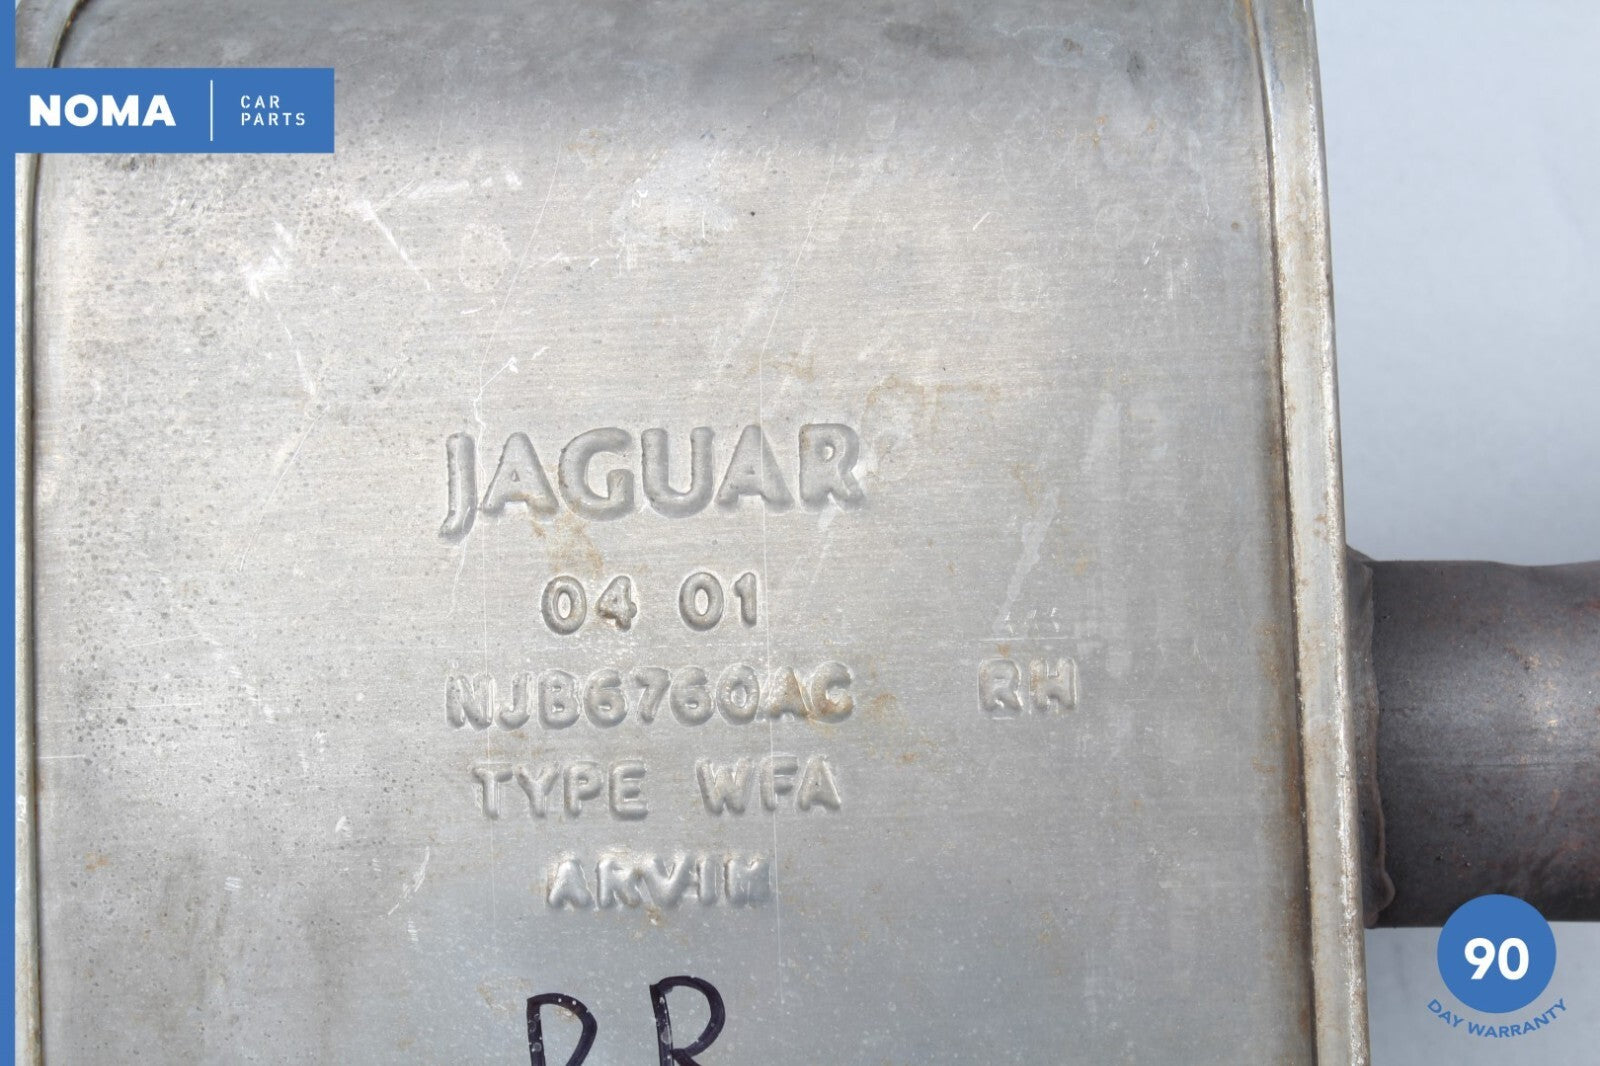 NOMA
CAR
PARTS
JAGUAR
04 01
NJB6760AC RH
TYPE WFA
ARVIN
RR
90
DAY WARRANTY